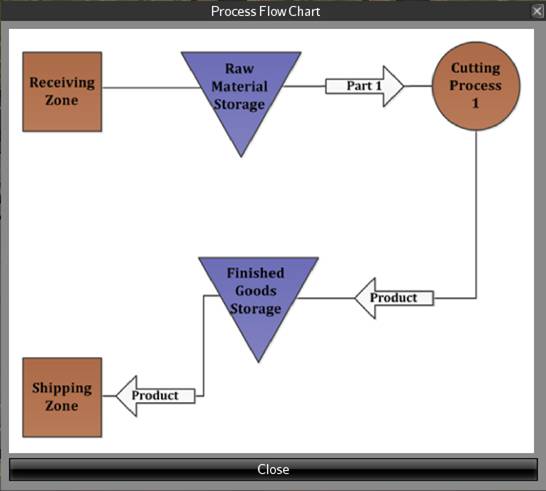 Process Flow Chart
Receiving
Zone
Raw
Material
Storage
Part 1
Cutting
Process
1
Finished
Goods
Storage
Product
Shipping
Zone
Product
Close